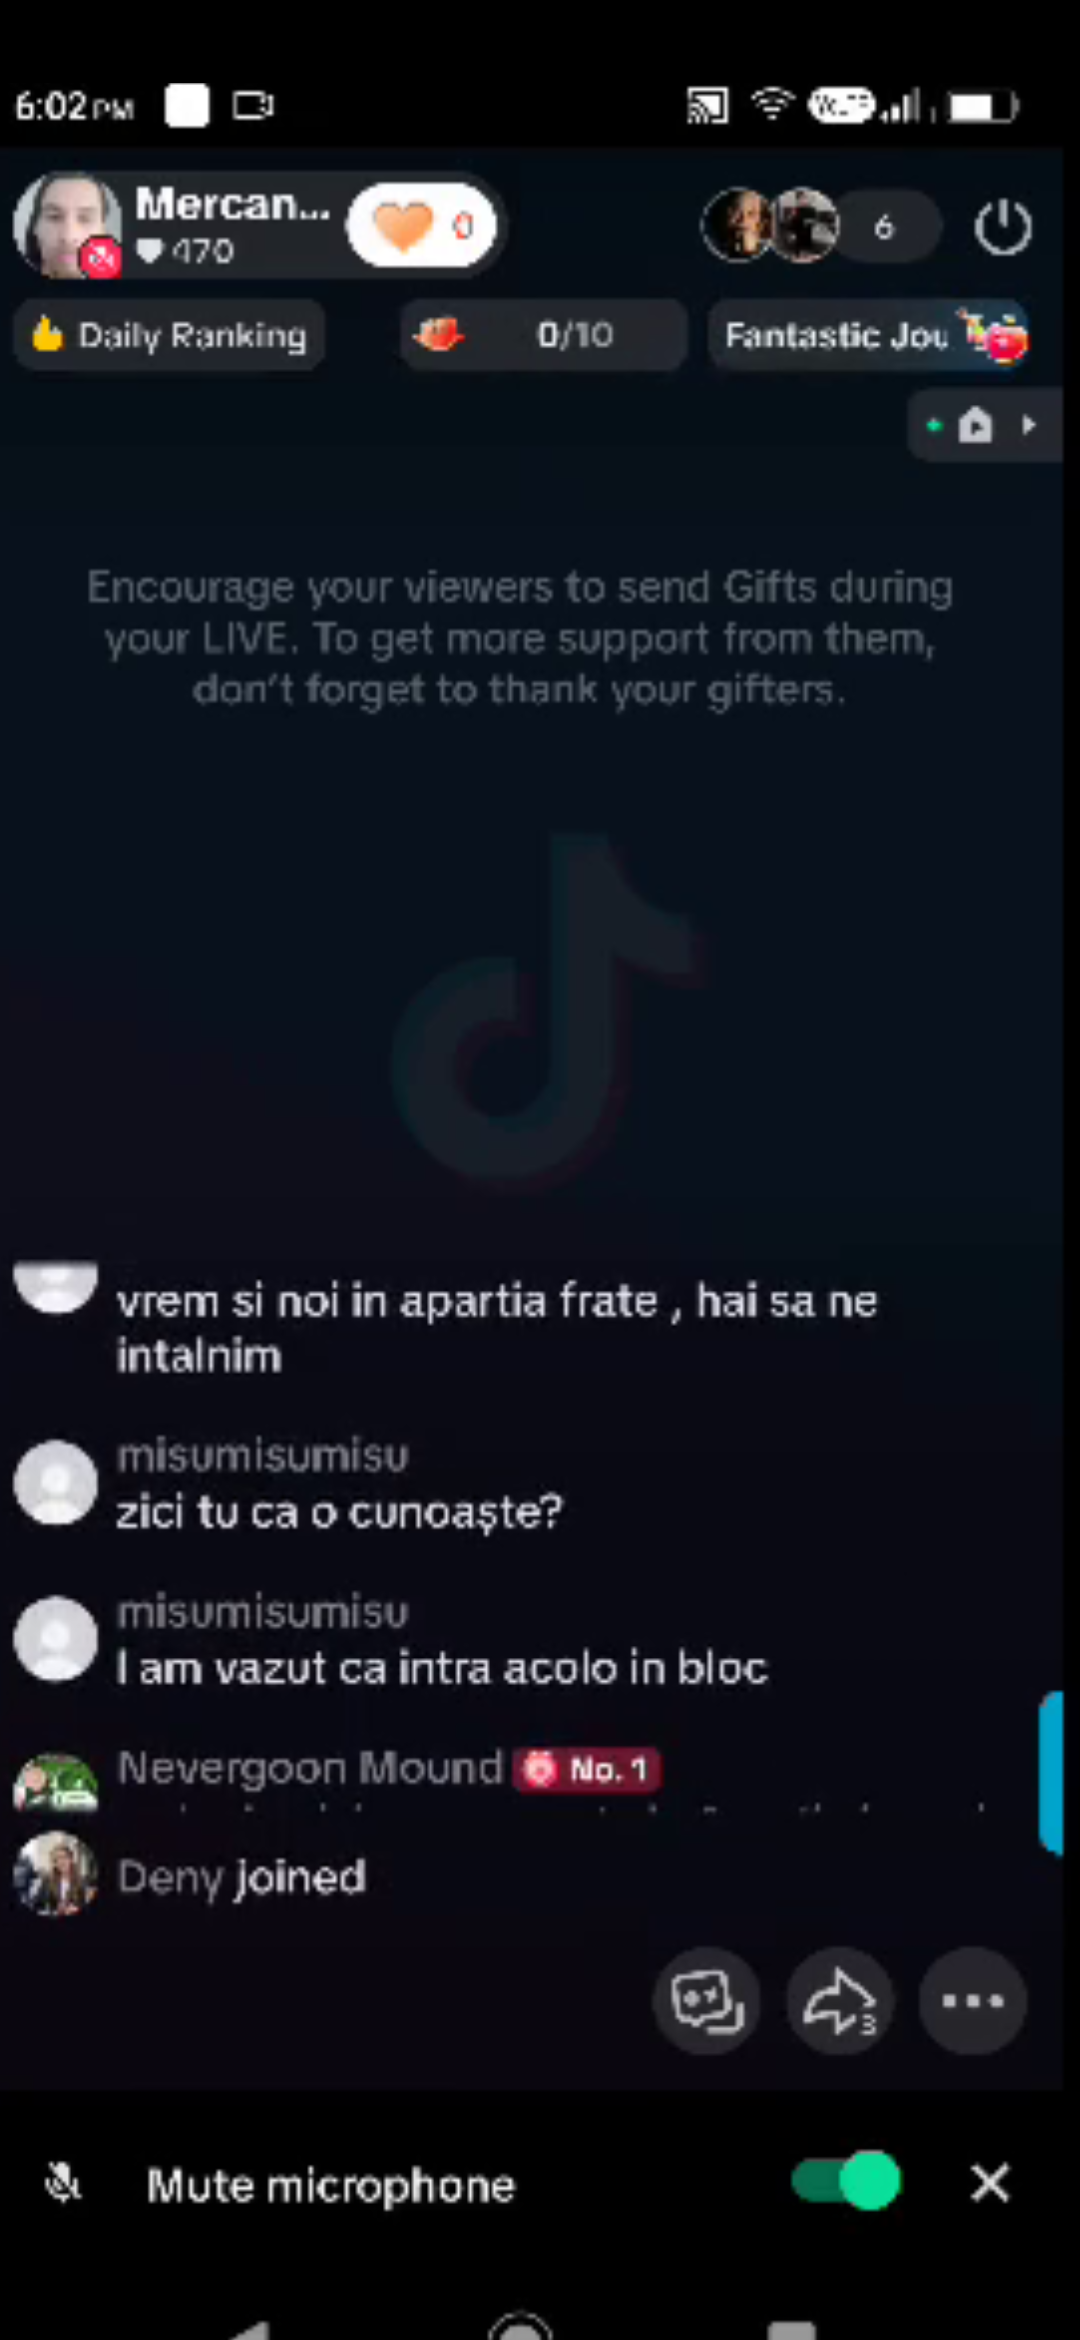 6:02 PM
Mercan...
0
470
6
Daily Ranking
0/10
Fantastic Jou
Encourage your viewers to send Gifts during
your LIVE. To get more support from them,
don't forget to thank your gifters.
vrem si noi in apartia frate , hai sa ne
intalnim
misumisumisu
zici tu ca o cunoaște?
misumisumisu
l am vazut ca intra acolo in bloc
Nevergoon Mound No. 1
Deny joined
3
Mute microphone